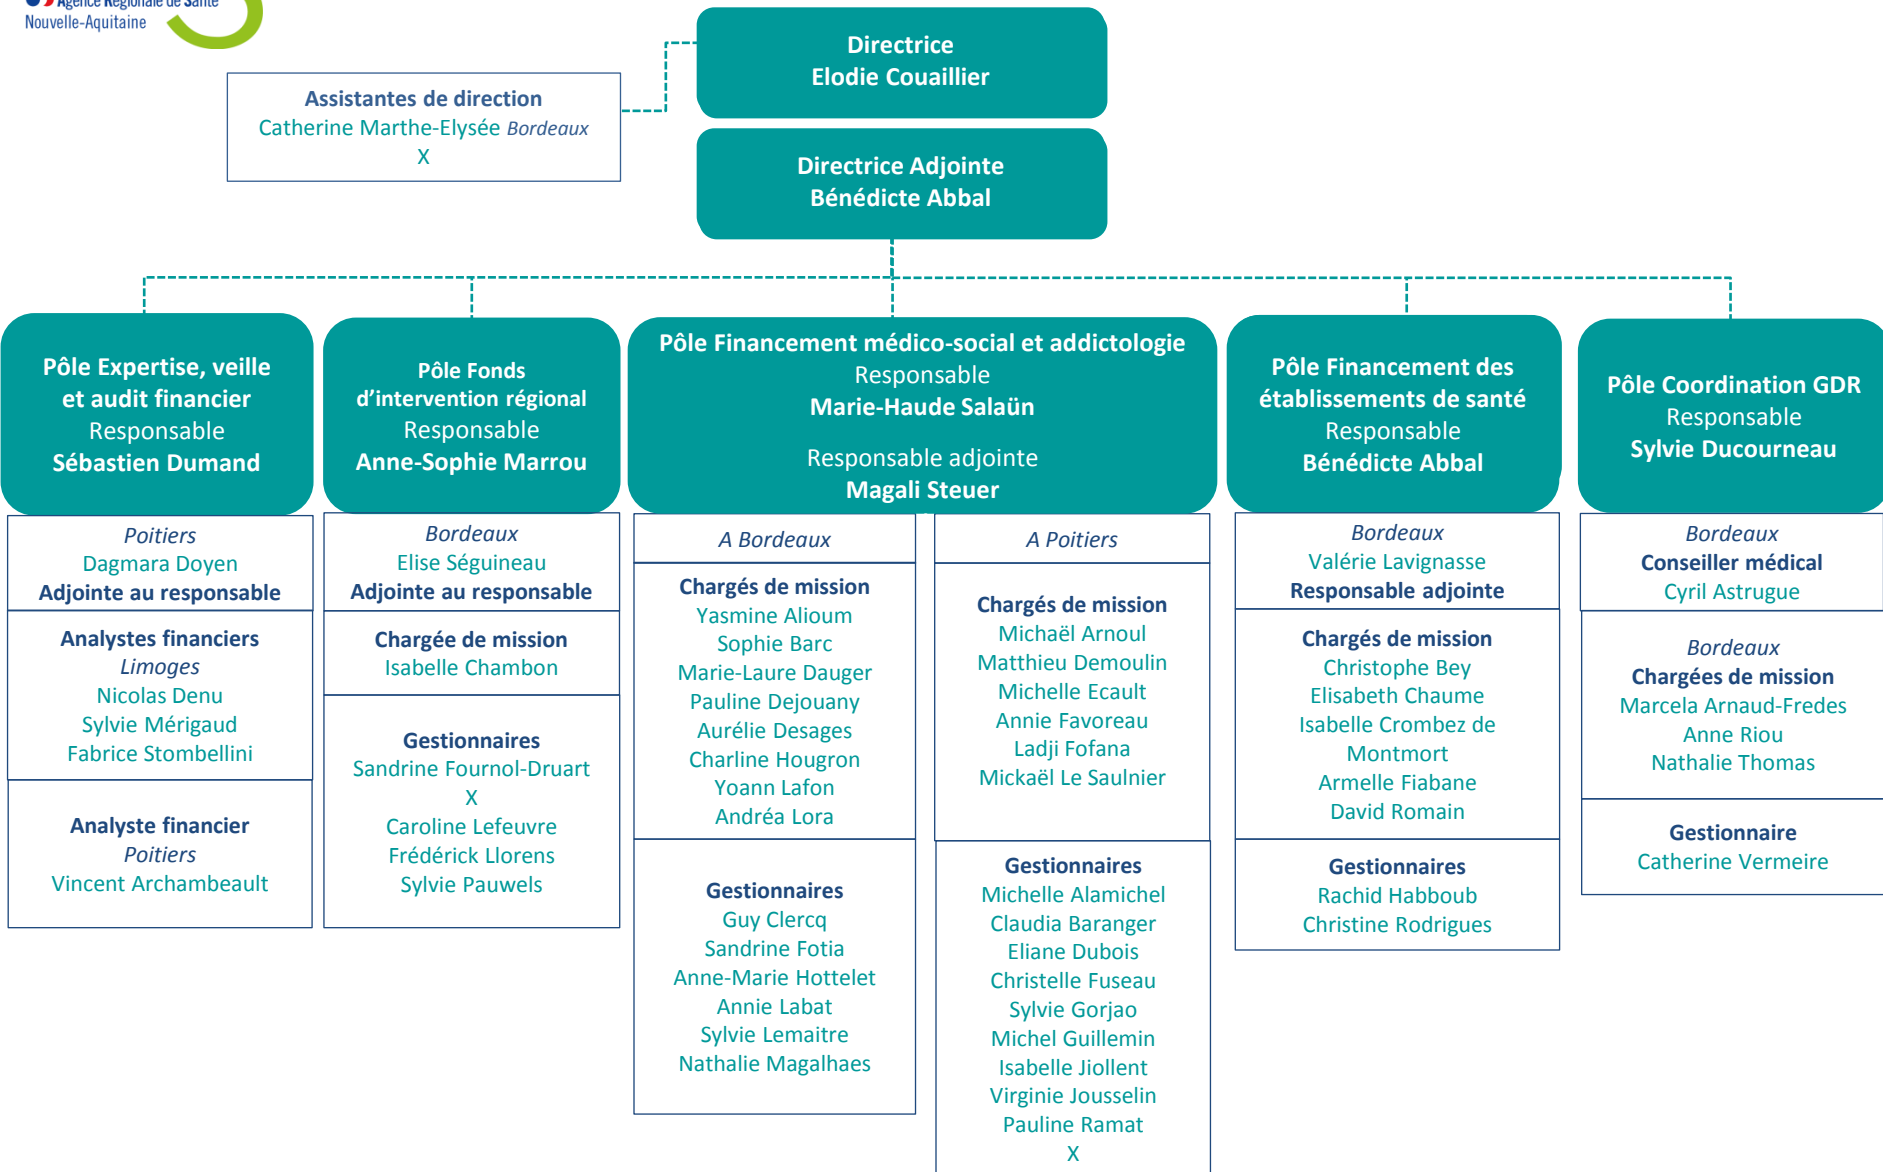 Agence Régionale de Santé
Nouvelle-Aquitaine
Directrice
Elodie Couaillier
Assistantes de direction
Catherine Marthe-Elysée Bordeaux
X
Directrice Adjointe
Bénédicte Abbal
Pôle Expertise, veille
et audit financier
Responsable
Sébastien Dumand
Poitiers
Dagmara Doyen
Adjointe au responsable
Analystes financiers
Limoges
Nicolas Denu
Sylvie Mérigaud
Fabrice Stombellini
Analyste financier
Poitiers
Vincent Archambeault
Pôle Fonds
d'intervention régional
Responsable
Anne-Sophie Marrou
Bordeaux
Elise Séguineau
Adjointe au responsable
Chargée de mission
Isabelle Chambon
Gestionnaires
Sandrine Fournol-Druart
X
Caroline Lefeuvre
Frédérick Llorens
Sylvie Pauwels
Pôle Financement médico-social et addictologie
Responsable
Marie-Haude Salaün
Responsable adjointe
Magali Steuer
A Bordeaux
Chargés de mission
Yasmine Alioum
Sophie Barc
Marie-Laure Dauger
Pauline Dejouany
Aurélie Desages
Charline Hougron
Yoann Lafon
Andréa Lora
Gestionnaires
Guy Clercq
Sandrine Fotia
Anne-Marie Hottelet
Annie Labat
Sylvie Lemaitre
Nathalie Magalhaes
A Poitiers
Chargés de mission
Michaël Arnoul
Matthieu Demoulin
Michelle Ecault
Annie Favoreau
Ladji Fofana
Mickaël Le Saulnier
Gestionnaires
Michelle Alamichel
Claudia Baranger
Eliane Dubois
Christelle Fuseau
Sylvie Gorjao
Michel Guillemin
Isabelle Jiollent
Virginie Jousselin
Pauline Ramat
X
Pôle Financement des
établissements de santé
Responsable
Bénédicte Abbal
Bordeaux
Valérie Lavignasse
Responsable adjointe
Chargés de mission
Christophe Bey
Elisabeth Chaume
Isabelle Crombez de
Montmort
Armelle Fiabane
David Romain
Gestionnaires
Rachid Habboub
Christine Rodrigues
Pôle Coordination GDR
Responsable
Sylvie Ducourneau
Bordeaux
Conseiller médical
Cyril Astrugue
Bordeaux
Chargées de mission
Marcela Arnaud-Fredes
Anne Riou
Nathalie Thomas
Gestionnaire
Catherine Vermeire